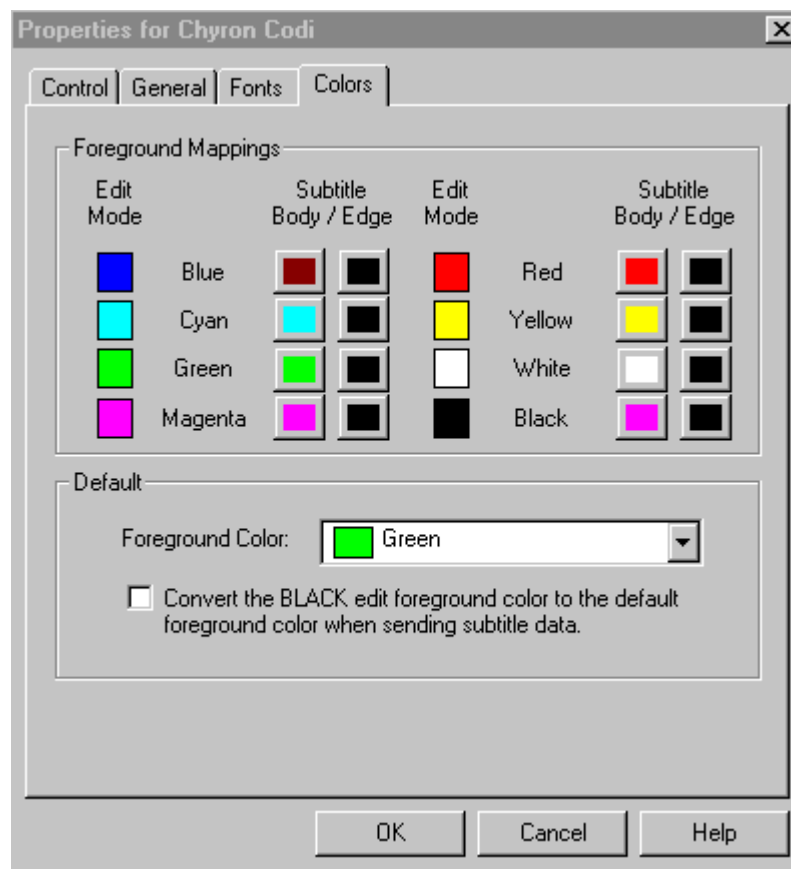 Properties for Chyron Codi
Control General Fonts Colors
Foreground Mappings
Edit Mode
Subtitle Body / Edge
Edit Mode
Subtitle Body / Edge
Blue Red
Cyan Yellow
Green White
Magenta Black
Default
Foreground Color: Green
Convert the BLACK edit foreground color to the default
foreground color when sending subtitle data.
OK Cancel Help